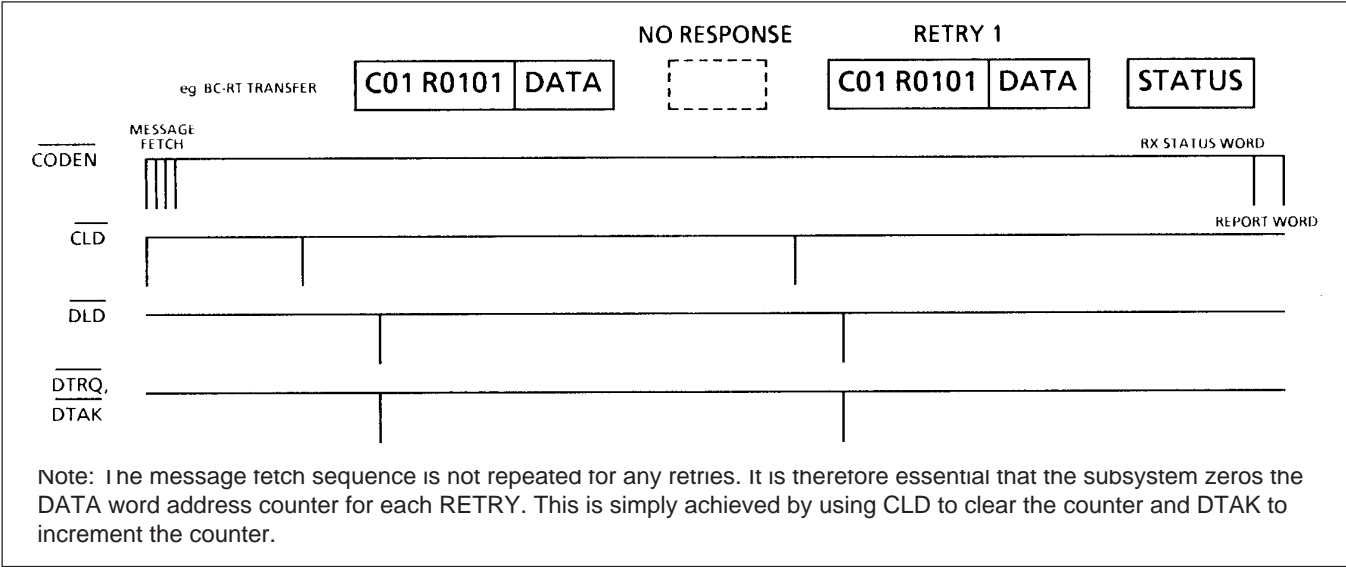 NO RESPONSE RETRY 1
eg BC-RT TRANSFER C01 R0101 DATA C01 R0101 DATA STATUS
MESSAGE
FETCH
CODEN RX STATUS WORD
REPORT WORD
CLD
DLD
DTRQ,
DTAK
Note: The message fetch sequence is not repeated for any retries. It is therefore essential that the subsystem zeros the
DATA word address counter for each RETRY. This is simply achieved by using CLD to clear the counter and DTAK to
increment the counter.